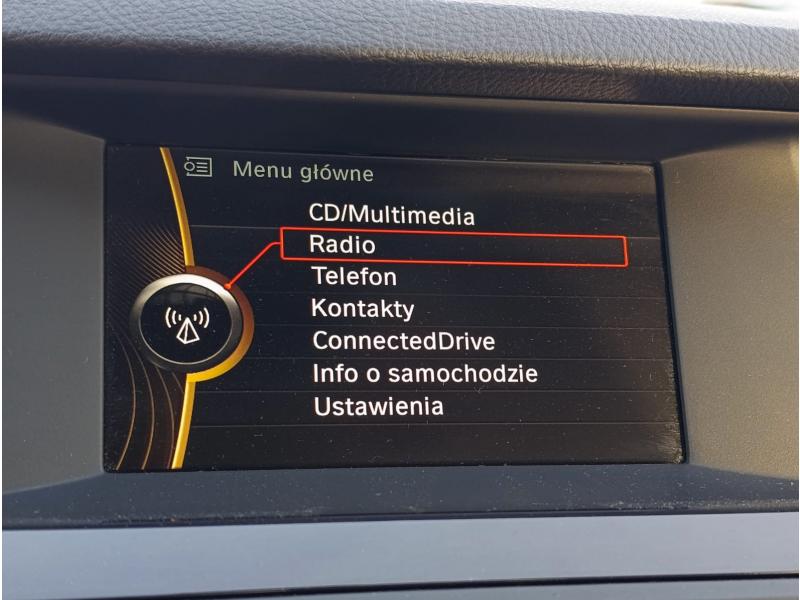 Menu główne
CD/Multimedia
Radio
Telefon
Kontakty
ConnectedDrive
Info o samochodzie
Ustawienia